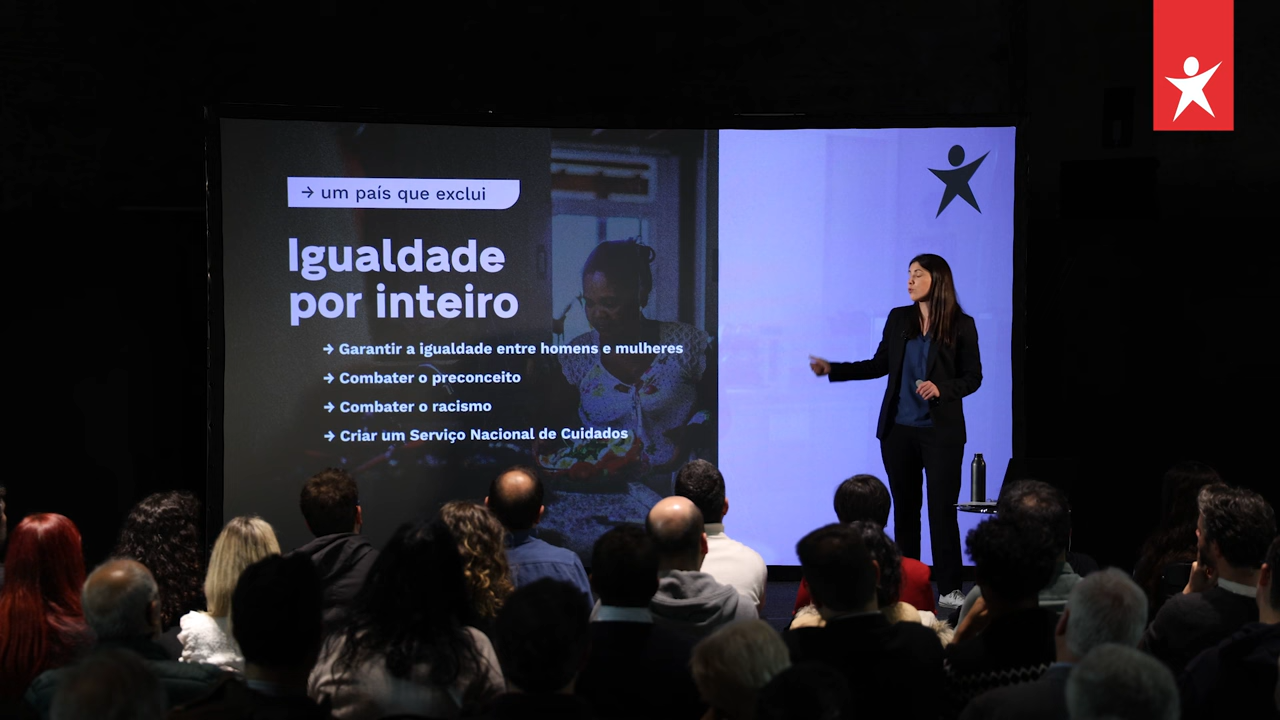 → um país que exclui
Igualdade
por inteiro
→ Garantir a igualdade entre homens e mulheres
→ Combater o preconceito
→ Combater o racismo
→ Criar um Serviço Nacional de Cuidados